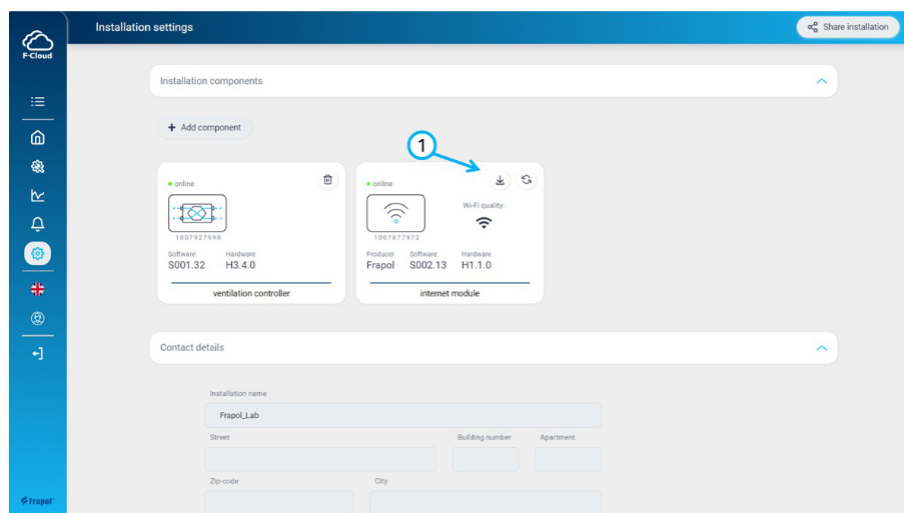 Installation settings
Share installation
F-Cloud
Installation components
+ Add component
1
online
1007927996
Software Hardware
S001.32 H3.4.0
ventilation controller
online
Wi-Fi quality:
1007877972
Producer Software Hardware
Frapol S002.13 H1.1.0
internet module
Contact details
Installation name
Frapol_Lab
Street Building number Apartment
Zip-code City
Frapol